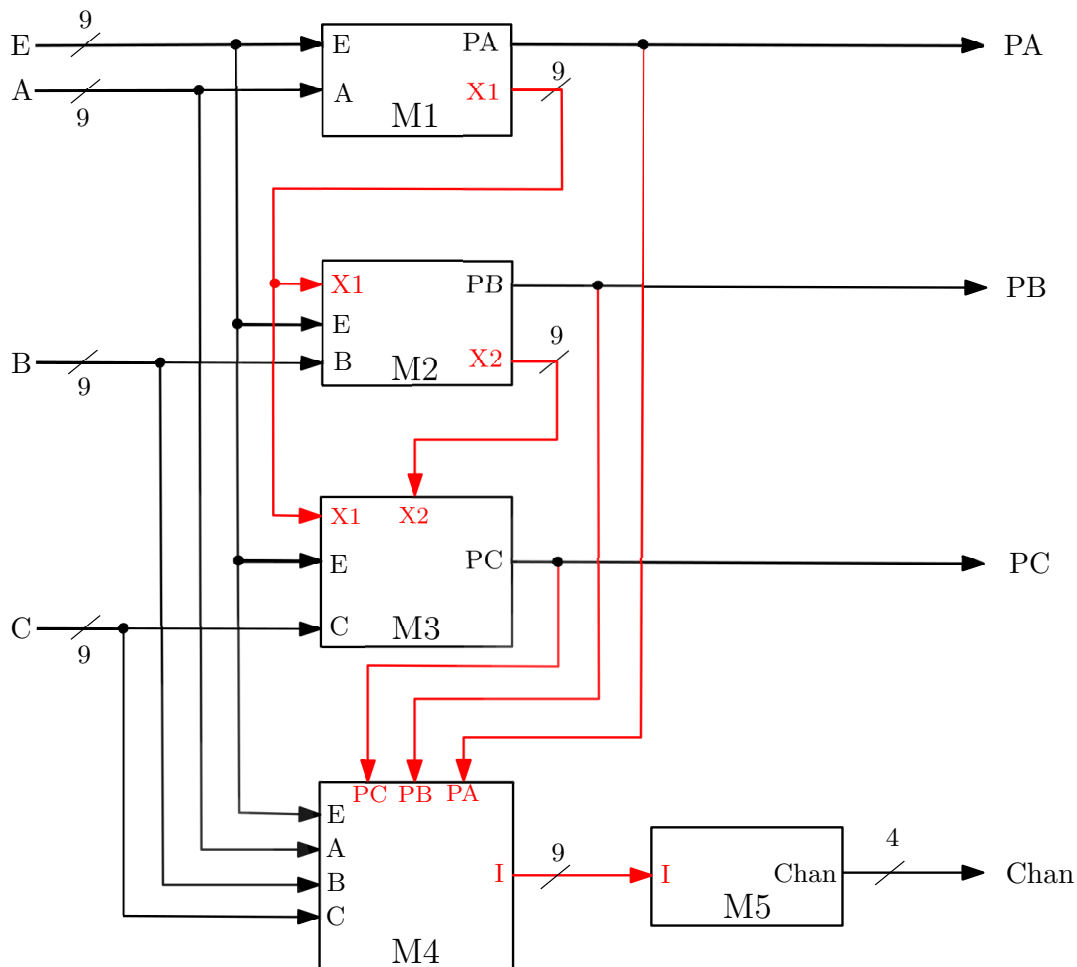 9
E E PA PA
A A X1 9
9 M1
X1 PB PB
E 9
B B X2
9 M2
X1 X2
E PC PC
C C M3
9
PC PB PA
E
A 9 4
B I I Chan Chan
C M5
M4